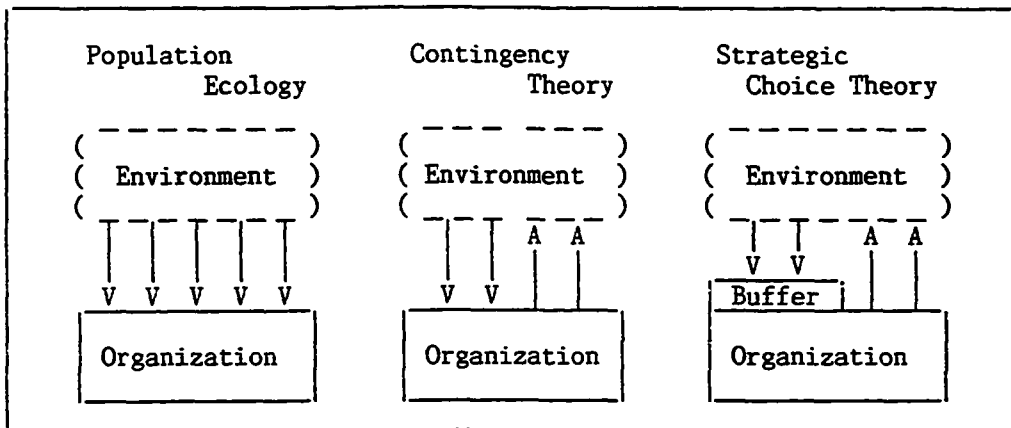 Population Contingency Strategic
Ecology Theory Choice Theory
( Environment ) ( Environment ) ( Environment )
A A A A
V V
V V V V V V V
Buffer
Organization Organization Organization